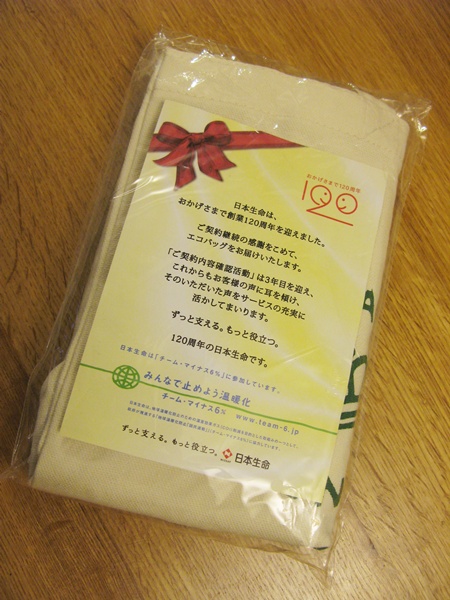 おかげさまで120周年
120
日本生命は、
おかげさまで創業120周年を迎えました。
ご契約継続の感謝をこめて、
エコバッグをお届けいたします。
「ご契約内容確認活動」は3年目を迎え、
これからもお客様の声に耳を傾け、
そのいただいた声をサービスの充実に
活かしてまいります。
ずっと支える。もっと役立つ。
120周年の日本生命です。
日本生命は「チーム・マイナス6%」に参加しています。
みんなで止めよう温暖化
チーム・マイナス6% www.team-6.jp
ずっと支える。もっと役立つ。 日本生命